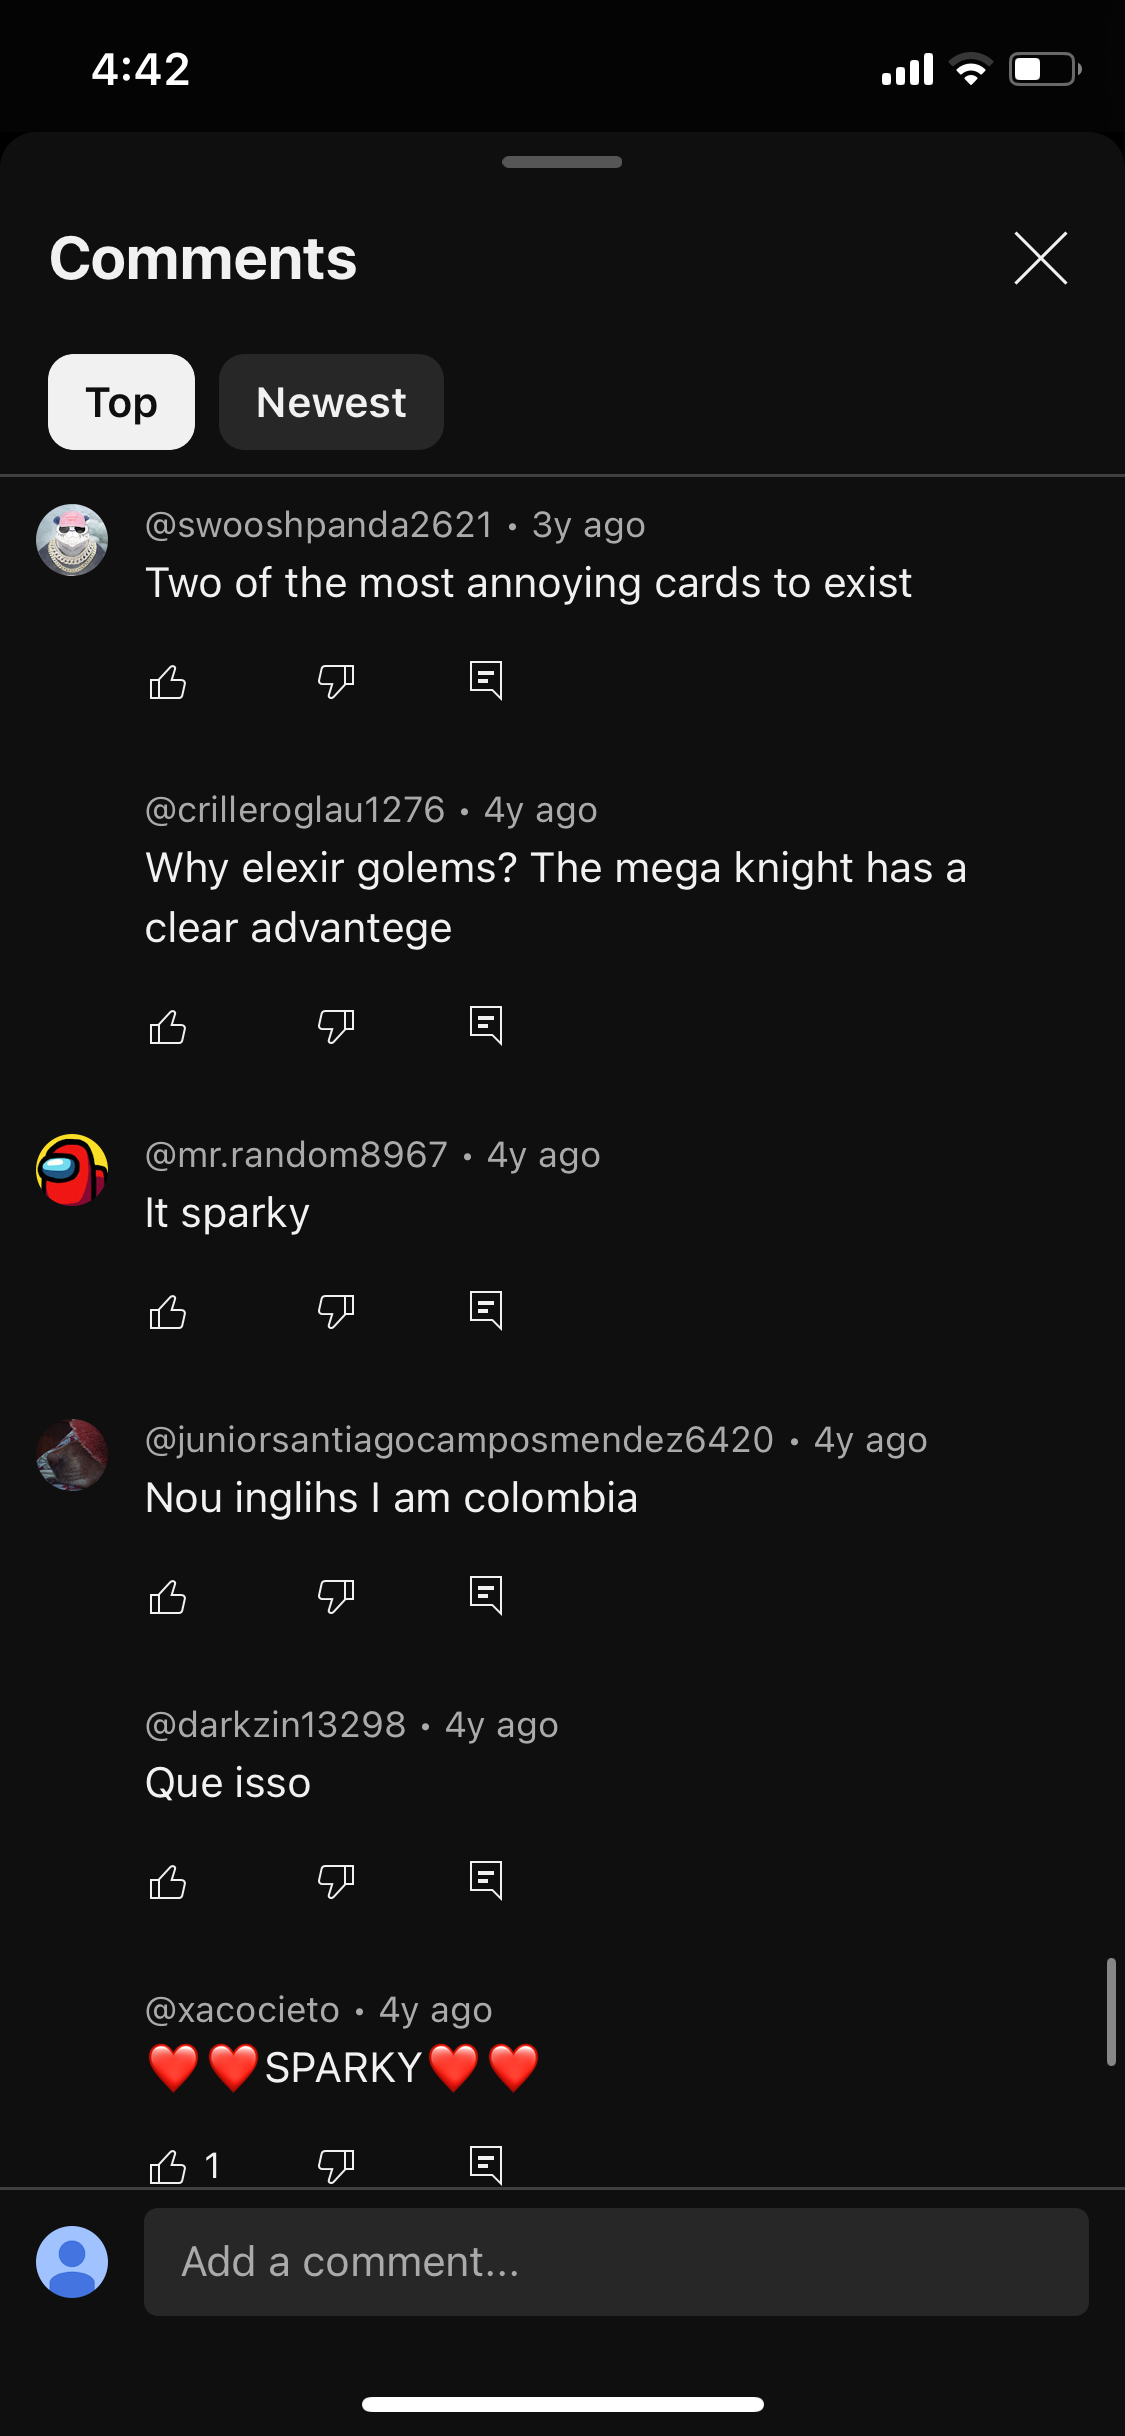 4:42
Comments
Top Newest
@swooshpanda2621 • 3y ago
Two of the most annoying cards to exist
@crilleroglau1276 • 4y ago
Why elexir golems? The mega knight has a
clear advantege
@mr.random8967 • 4y ago
It sparky
@juniorsantiagocamposmendez6420 • 4y ago
Nou inglihs I am colombia
@darkzin13298 • 4y ago
Que isso
@xacocieto • 4y ago
❤️❤️SPARKY❤️❤️
1
Add a comment...